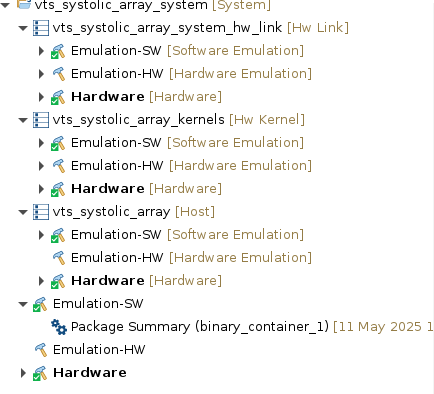 vts_systolic_array_system [System]
vts_systolic_array_system_hw_link [Hw Link]
Emulation-SW [Software Emulation]
Emulation-HW [Hardware Emulation]
Hardware [Hardware]
vts_systolic_array_kernels [Hw Kernel]
Emulation-SW [Software Emulation]
Emulation-HW [Hardware Emulation]
Hardware [Hardware]
vts_systolic_array [Host]
Emulation-SW [Software Emulation]
Emulation-HW [Hardware Emulation]
Hardware [Hardware]
Emulation-SW
Package Summary (binary_container_1) [11 May 2025 1
Emulation-HW
Hardware